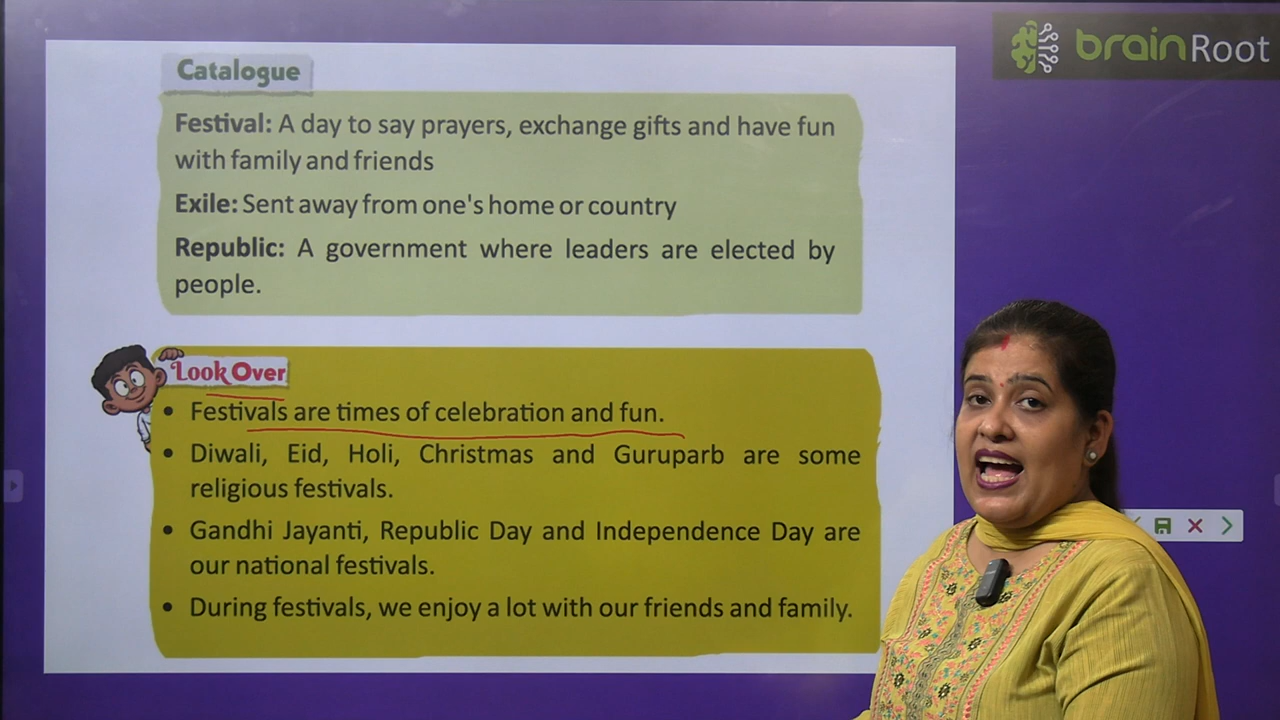 brainRoot
Catalogue
Festival: A day to say prayers, exchange gifts and have fun
with family and friends
Exile: Sent away from one's home or country
Republic: A government where leaders are elected by
people.
Look Over
• Festivals are times of celebration and fun.
• Diwali, Eid, Holi, Christmas and Guruparb are some
religious festivals.
• Gandhi Jayanti, Republic Day and Independence Day are
our national festivals.
• During festivals, we enjoy a lot with our friends and family.